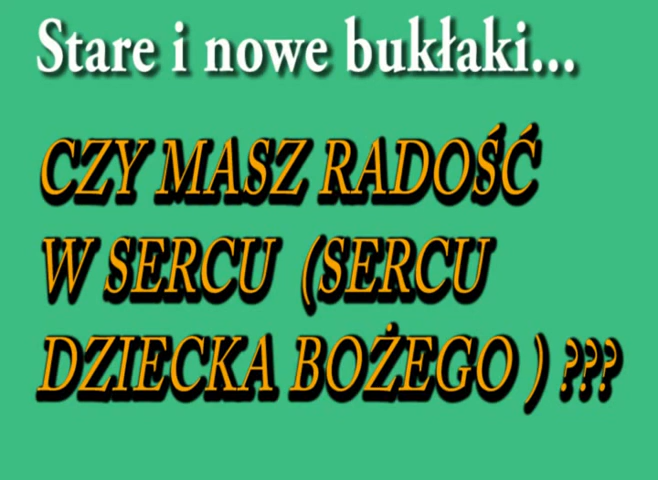 Stare i nowe bukłaki...
CZY MASZ RADOŚĆ
W SERCU (SERCU
DZIECKA BOŻEGO ) ???